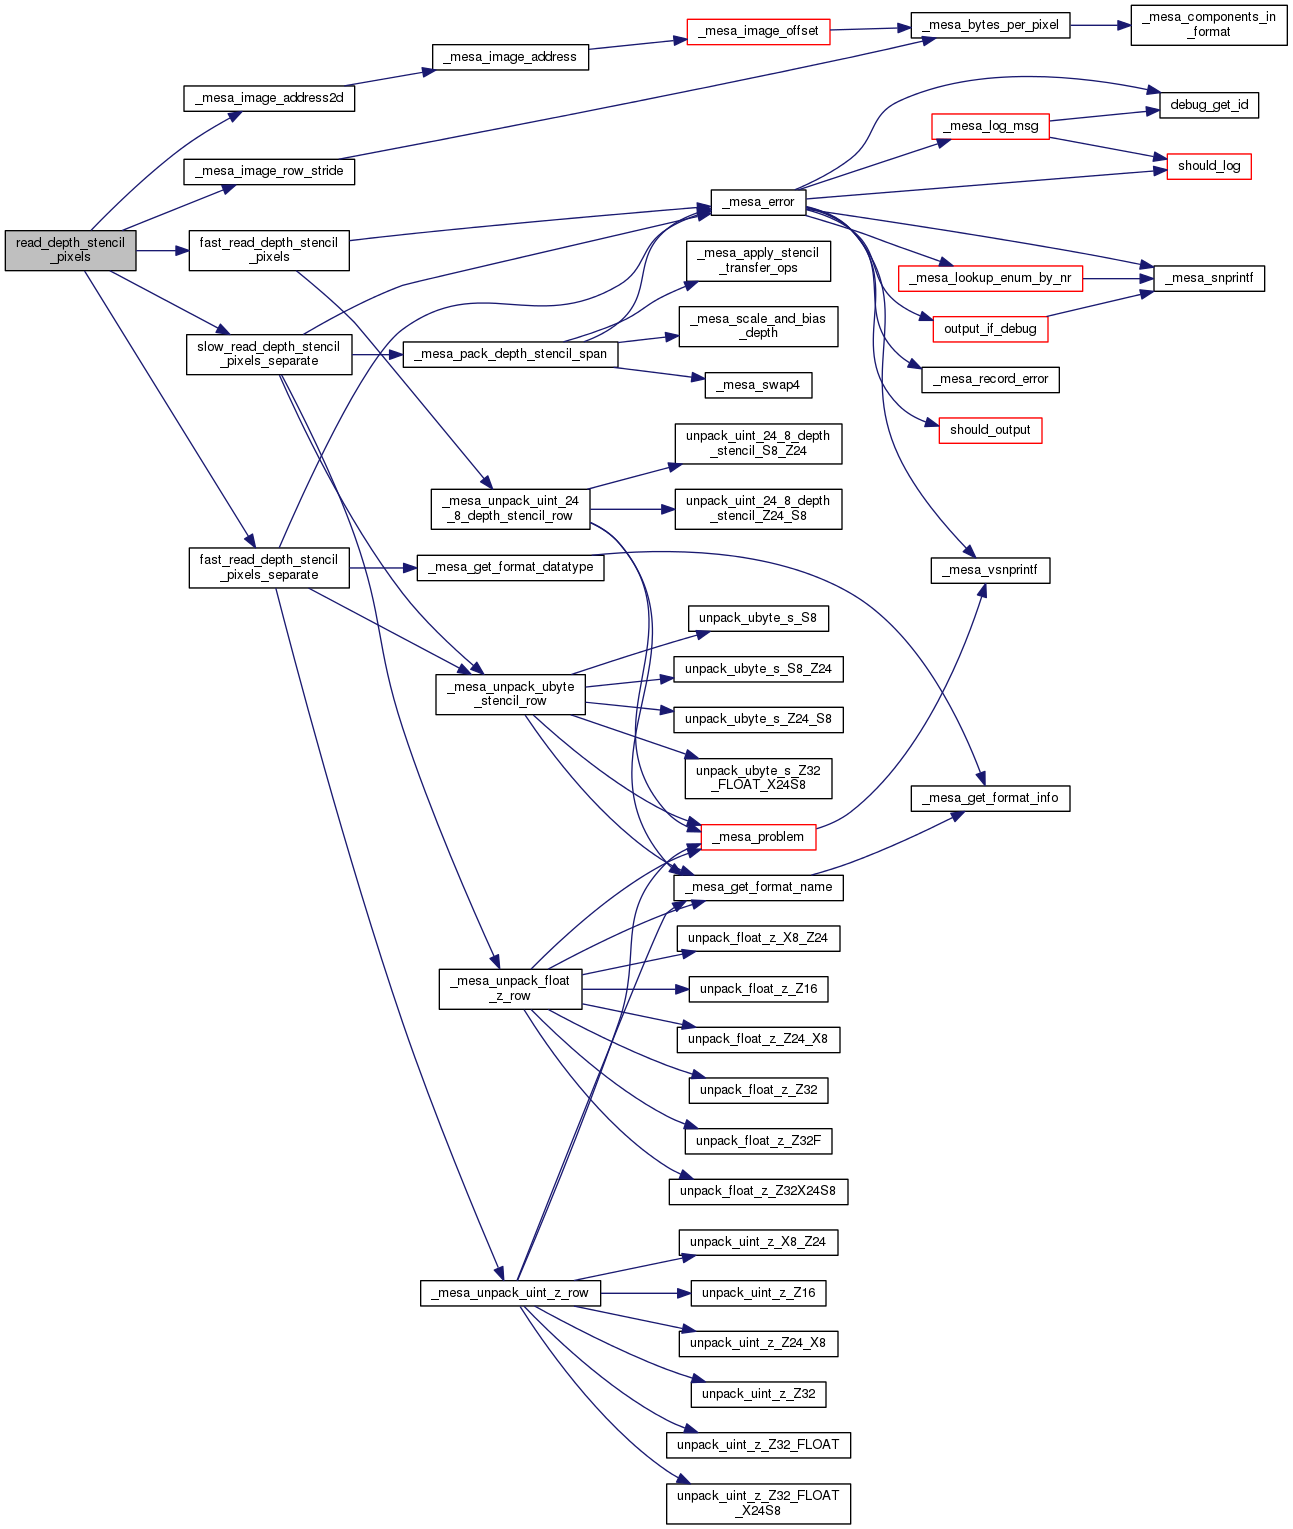 read_depth_stencil
_pixels
_mesa_image_address2d
_mesa_image_address
_mesa_image_offset
_mesa_bytes_per_pixel
_mesa_components_in
_format
_mesa_image_row_stride
fast_read_depth_stencil
_pixels
slow_read_depth_stencil
_pixels_separate
fast_read_depth_stencil
_pixels_separate
_mesa_pack_depth_stencil_span
_mesa_unpack_uint_24
_8_depth_stencil_row
_mesa_get_format_datatype
_mesa_unpack_ubyte
_stencil_row
_mesa_unpack_float
_z_row
_mesa_unpack_uint_z_row
_mesa_error
_mesa_apply_stencil
_transfer_ops
_mesa_scale_and_bias
_depth
_mesa_swap4
unpack_uint_24_8_depth
_stencil_S8_Z24
unpack_uint_24_8_depth
_stencil_Z24_S8
unpack_ubyte_s_S8
unpack_ubyte_s_S8_Z24
unpack_ubyte_s_Z24_S8
unpack_ubyte_s_Z32
_FLOAT_X24S8
_mesa_problem
_mesa_get_format_name
unpack_float_z_X8_Z24
unpack_float_z_Z16
unpack_float_z_Z24_X8
unpack_float_z_Z32
unpack_float_z_Z32F
unpack_float_z_Z32X24S8
unpack_uint_z_X8_Z24
unpack_uint_z_Z16
unpack_uint_z_Z24_X8
unpack_uint_z_Z32
unpack_uint_z_Z32_FLOAT
unpack_uint_z_Z32_FLOAT
_X24S8
_mesa_log_msg
debug_get_id
should_log
_mesa_lookup_enum_by_nr
_mesa_snprintf
output_if_debug
_mesa_record_error
should_output
_mesa_vsnprintf
_mesa_get_format_info